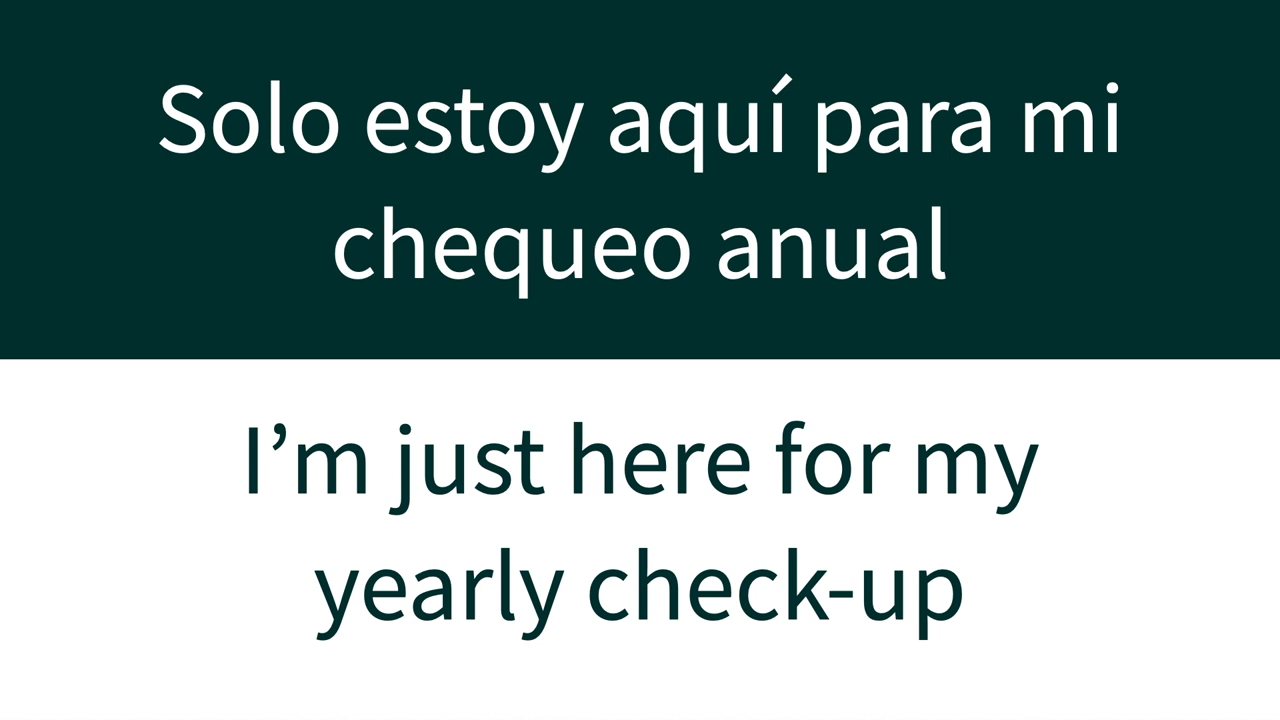 Solo estoy aquí para mi
chequeo anual
I’m just here for my
yearly check-up